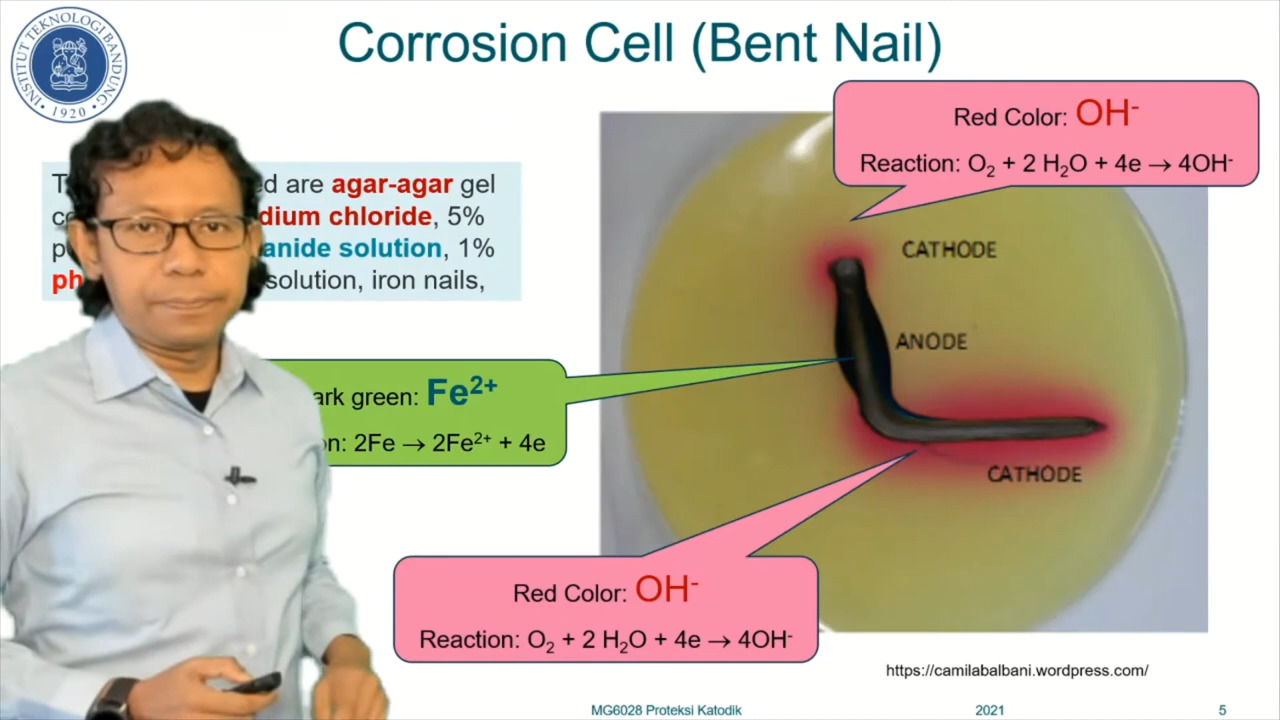 Corrosion Cell (Bent Nail)
INSTITUT TEKNOLOGI BANDUNG
1920
ed are agar-agar gel
dium chloride, 5%
anide solution, 1%
ph solution, iron nails,
Red Color: OH⁻
Reaction: O₂ + 2 H₂O + 4e → 4OH⁻
CATHODE
ANODE
CATHODE
ark green: Fe²⁺
on: 2Fe → 2Fe²⁺ + 4e
Red Color: OH⁻
Reaction: O₂ + 2 H₂O + 4e → 4OH⁻
https://camilabalbani.wordpress.com/
MG6028 Proteksi Katodik
2021
5